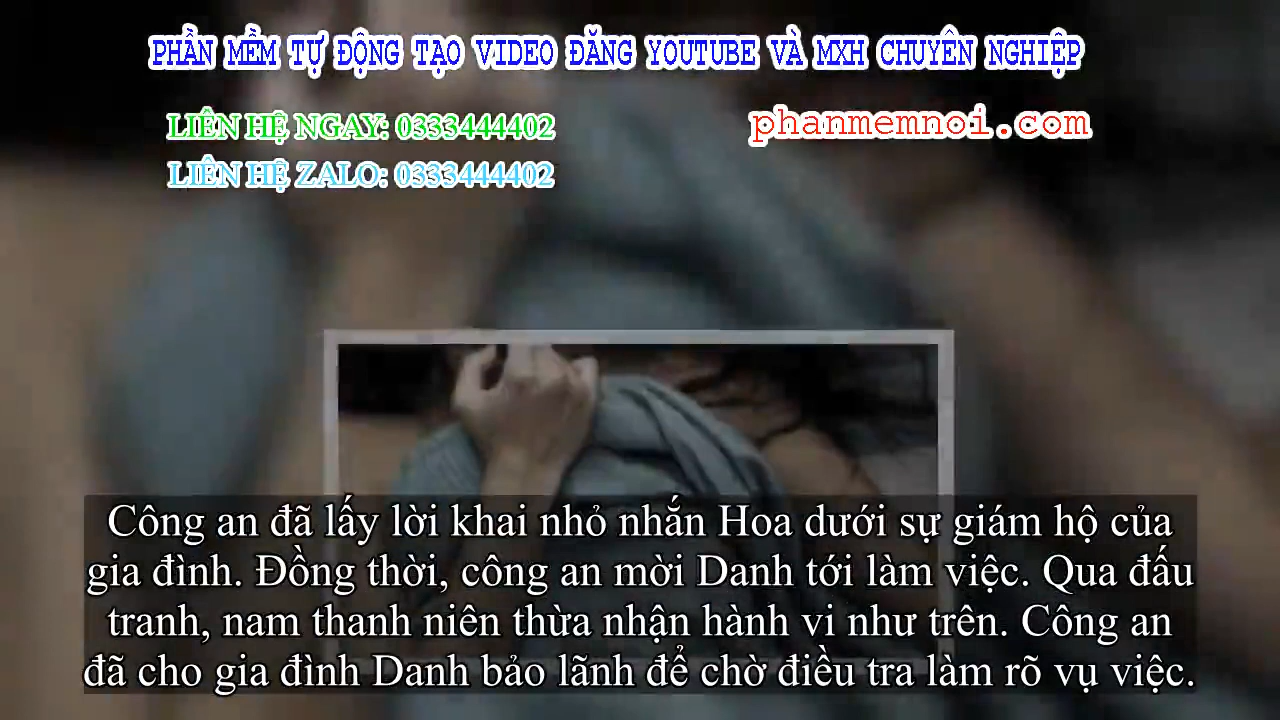 PHẦN MỀM TỰ ĐỘNG TẠO VIDEO ĐĂNG YOUTUBE VÀ MXH CHUYÊN NGHIỆP
LIÊN HỆ NGAY: 0333444402
phanmemnoi.com
LIÊN HỆ ZALO: 0333444402
Công an đã lấy lời khai nhỏ nhắn Hoa dưới sự giám hộ của
gia đình. Đồng thời, công an mời Danh tới làm việc. Qua đấu
tranh, nam thanh niên thừa nhận hành vi như trên. Công an
đã cho gia đình Danh bảo lãnh để chờ điều tra làm rõ vụ việc.